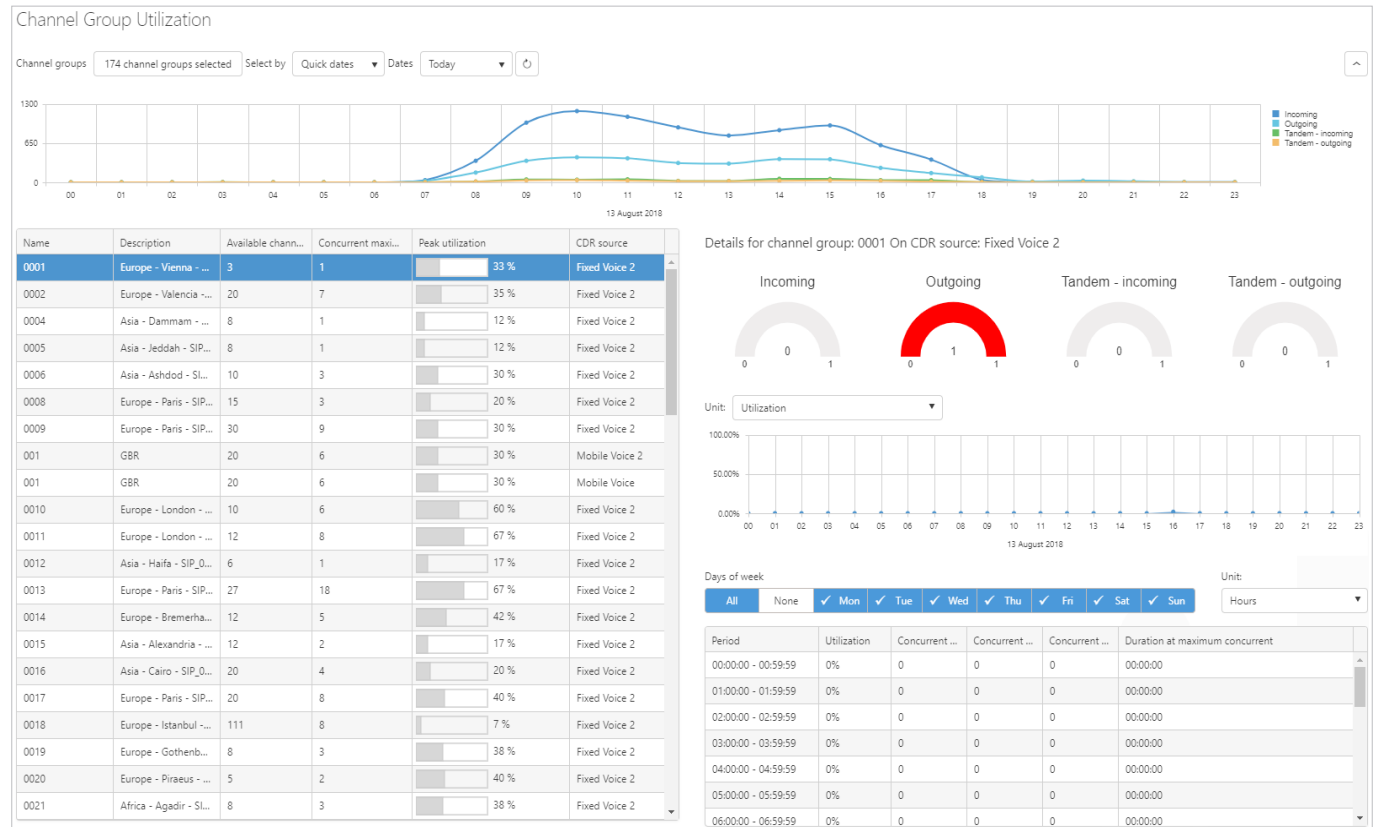 Channel Group Utilization
Channel groups 174 channel groups selected Select by Quick dates Dates Today
1300
650
0
00 01 02 03 04 05 06 07 08 09 10 11 12 13 14 15 16 17 18 19 20 21 22 23
13 August 2018
Incoming
Outgoing
Tandem - incoming
Tandem - outgoing
Name Description Available chann... Concurrent maxi... Peak utilization CDR source
0001 Europe - Vienna - ... 3 1 33 % Fixed Voice 2
0002 Europe - Valencia -... 20 7 35 % Fixed Voice 2
0004 Asia - Dammam - ... 8 1 12 % Fixed Voice 2
0005 Asia - Jeddah - SIP... 8 1 12 % Fixed Voice 2
0006 Asia - Ashdod - SI... 10 3 30 % Fixed Voice 2
0008 Europe - Paris - SIP... 15 3 20 % Fixed Voice 2
0009 Europe - Paris - SIP... 30 9 30 % Fixed Voice 2
001 GBR 20 6 30 % Mobile Voice 2
001 GBR 20 6 30 % Mobile Voice
0010 Europe - London - ... 10 6 60 % Fixed Voice 2
0011 Europe - London - ... 12 8 67 % Fixed Voice 2
0012 Asia - Haifa - SIP_0... 6 1 17 % Fixed Voice 2
0013 Europe - Paris - SIP... 27 18 67 % Fixed Voice 2
0014 Europe - Bremerha... 12 5 42 % Fixed Voice 2
0015 Asia - Alexandria - ... 12 2 17 % Fixed Voice 2
0016 Asia - Cairo - SIP_0... 20 4 20 % Fixed Voice 2
0017 Europe - Paris - SIP... 20 8 40 % Fixed Voice 2
0018 Europe - Istanbul -... 111 8 7 % Fixed Voice 2
0019 Europe - Gothenb... 8 3 38 % Fixed Voice 2
0020 Europe - Piraeus - ... 5 2 40 % Fixed Voice 2
0021 Africa - Agadir - SI... 8 3 38 % Fixed Voice 2
Details for channel group: 0001 On CDR source: Fixed Voice 2
Incoming Outgoing Tandem - incoming Tandem - outgoing
0 1 0 0
0 1 0 1 0 1 0 1
Unit: Utilization
100.00%
50.00%
0.00%
00 01 02 03 04 05 06 07 08 09 10 11 12 13 14 15 16 17 18 19 20 21 22 23
13 August 2018
Days of week Unit:
All None Mon Tue Wed Thu Fri Sat Sun Hours
Period Utilization Concurrent ... Concurrent ... Concurrent ... Duration at maximum concurrent
00:00:00 - 00:59:59 0% 0 0 0 00:00:00
01:00:00 - 01:59:59 0% 0 0 0 00:00:00
02:00:00 - 02:59:59 0% 0 0 0 00:00:00
03:00:00 - 03:59:59 0% 0 0 0 00:00:00
04:00:00 - 04:59:59 0% 0 0 0 00:00:00
05:00:00 - 05:59:59 0% 0 0 0 00:00:00
06:00:00 - 06:59:59 0% 0 0 0 00:00:00